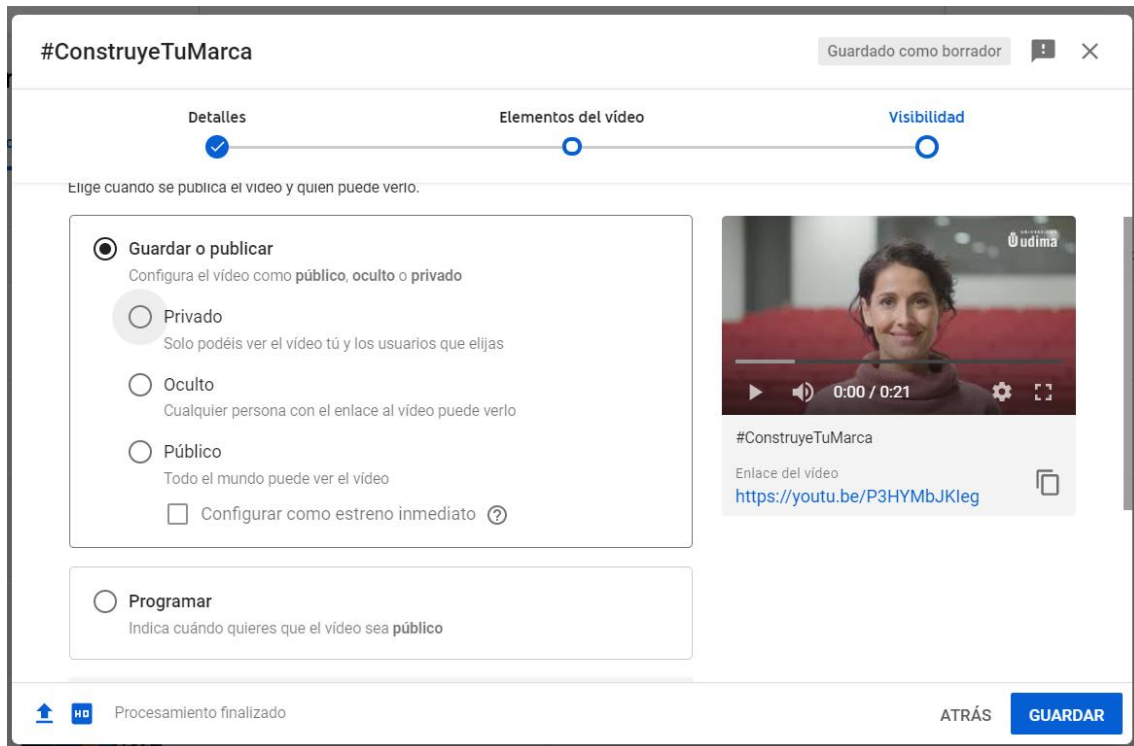 #ConstruyeTuMarca
Guardado como borrador
Detalles
Elementos del vídeo
Visibilidad
Elige cuándo se publica el vídeo y quién puede verlo.
Guardar o publicar
Configura el vídeo como público, oculto o privado
Privado
Solo podéis ver el vídeo tú y los usuarios que elijas
Oculto
Cualquier persona con el enlace al vídeo puede verlo
Público
Todo el mundo puede ver el vídeo
Configurar como estreno inmediato
Programar
Indica cuándo quieres que el vídeo sea público
udima
0:00 / 0:21
#ConstruyeTuMarca
Enlace del vídeo
https://youtu.be/P3HYMbJKIeg
HD
Procesamiento finalizado
ATRÁS
GUARDAR